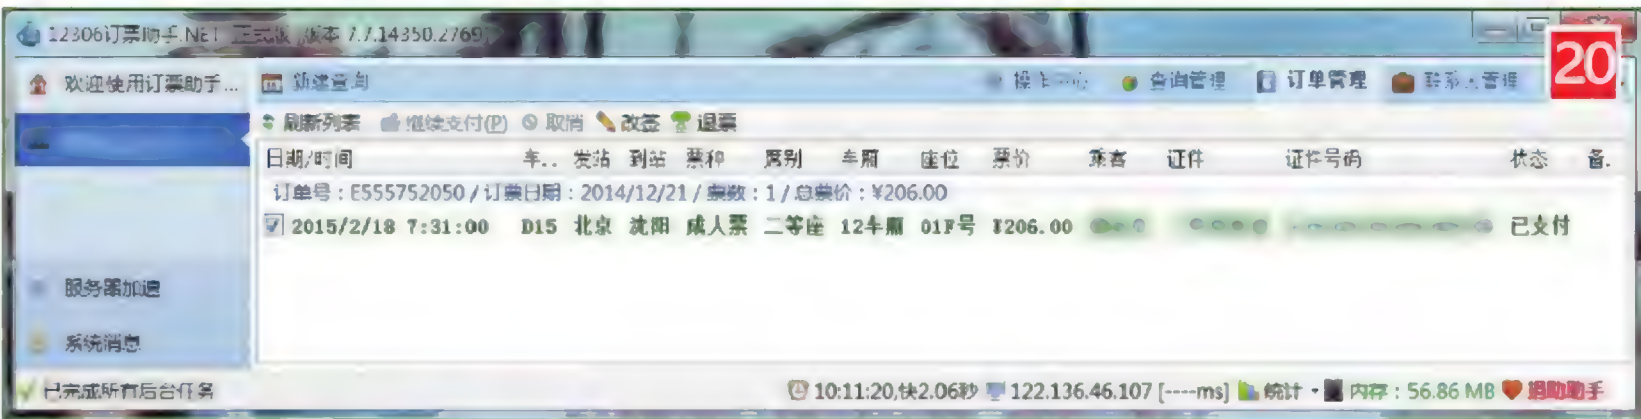 12306订票助手.NET 正式版 版本 7.7.14350.2769
20
欢迎使用订票助手... 新建查询 操作中心 查询管理 订单管理 联系人管理
刷新列表 继续支付(P) 取消 改签 退票
日期/时间 车.. 发站 到站 票种 席别 车厢 座位 票价 乘客 证件 证件号码 状态 备.
订单号：E555752050 / 订票日期：2014/12/21 / 票数：1 / 总票价：¥206.00
2015/2/18 7:31:00 D15 北京 沈阳 成人票 二等座 12车厢 01F号 ¥206.00 已支付
服务器加速
系统消息
已完成所有后台任务 10:11:20,快2.06秒 122.136.46.107 [----ms] 统计 内存：56.86 MB 捐助助手